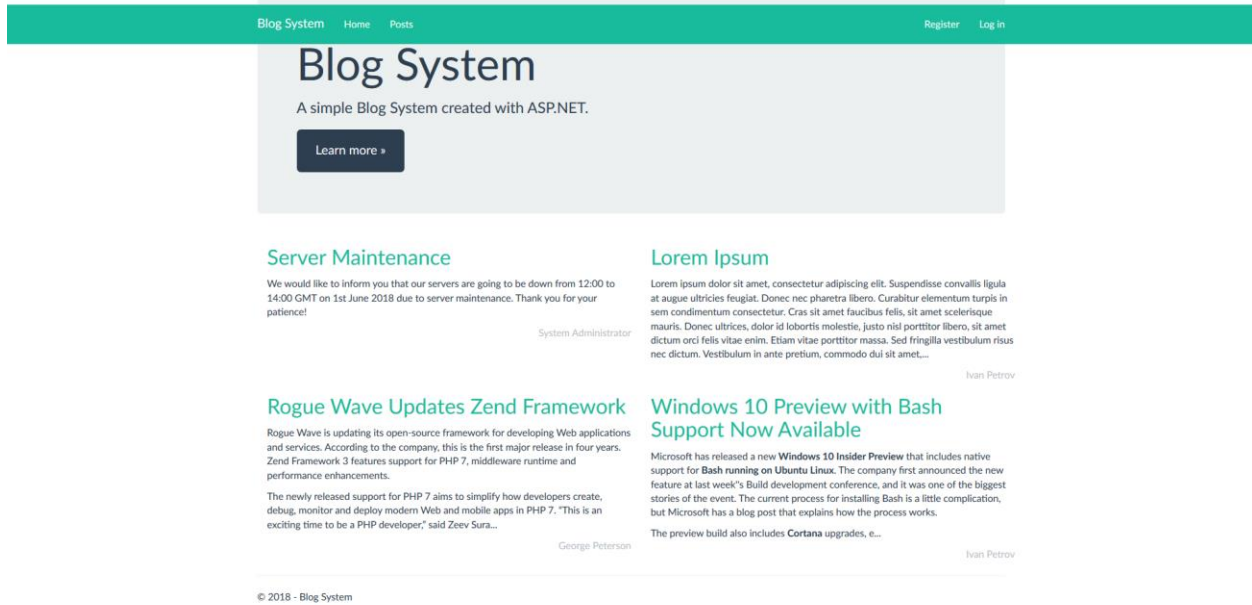 Blog System Home Posts Register Log in
Blog System
A simple Blog System created with ASP.NET.
Learn more »
Server Maintenance
We would like to inform you that our servers are going to be down from 12:00 to
14:00 GMT on 1st June 2018 due to server maintenance. Thank you for your
patience!
System Administrator
Lorem Ipsum
Lorem ipsum dolor sit amet, consectetur adipiscing elit. Suspendisse convallis ligula
at augue ultricies feugiat. Donec nec pharetra libero. Curabitur elementum turpis in
sem condimentum consectetur. Cras sit amet faucibus felis, sit amet scelerisque
mauris. Donec ultrices, dolor id lobortis molestie, justo nisl porttitor libero, sit amet
dictum orci felis vitae enim. Etiam vitae porttitor massa. Sed fringilla vestibulum risus
nec dictum. Vestibulum in ante pretium, commodo dui sit amet,...
Ivan Petrov
Rogue Wave Updates Zend Framework
Rogue Wave is updating its open-source framework for developing Web applications
and services. According to the company, this is the first major release in four years.
Zend Framework 3 features support for PHP 7, middleware runtime and
performance enhancements.
The newly released support for PHP 7 aims to simplify how developers create,
debug, monitor and deploy modern Web and mobile apps in PHP 7. "This is an
exciting time to be a PHP developer," said Zeev Sura...
George Peterson
Windows 10 Preview with Bash
Support Now Available
Microsoft has released a new Windows 10 Insider Preview that includes native
support for Bash running on Ubuntu Linux. The company first announced the new
feature at last week"s Build development conference, and it was one of the biggest
stories of the event. The current process for installing Bash is a little complication,
but Microsoft has a blog post that explains how the process works.
The preview build also includes Cortana upgrades, e...
Ivan Petrov
© 2018 - Blog System